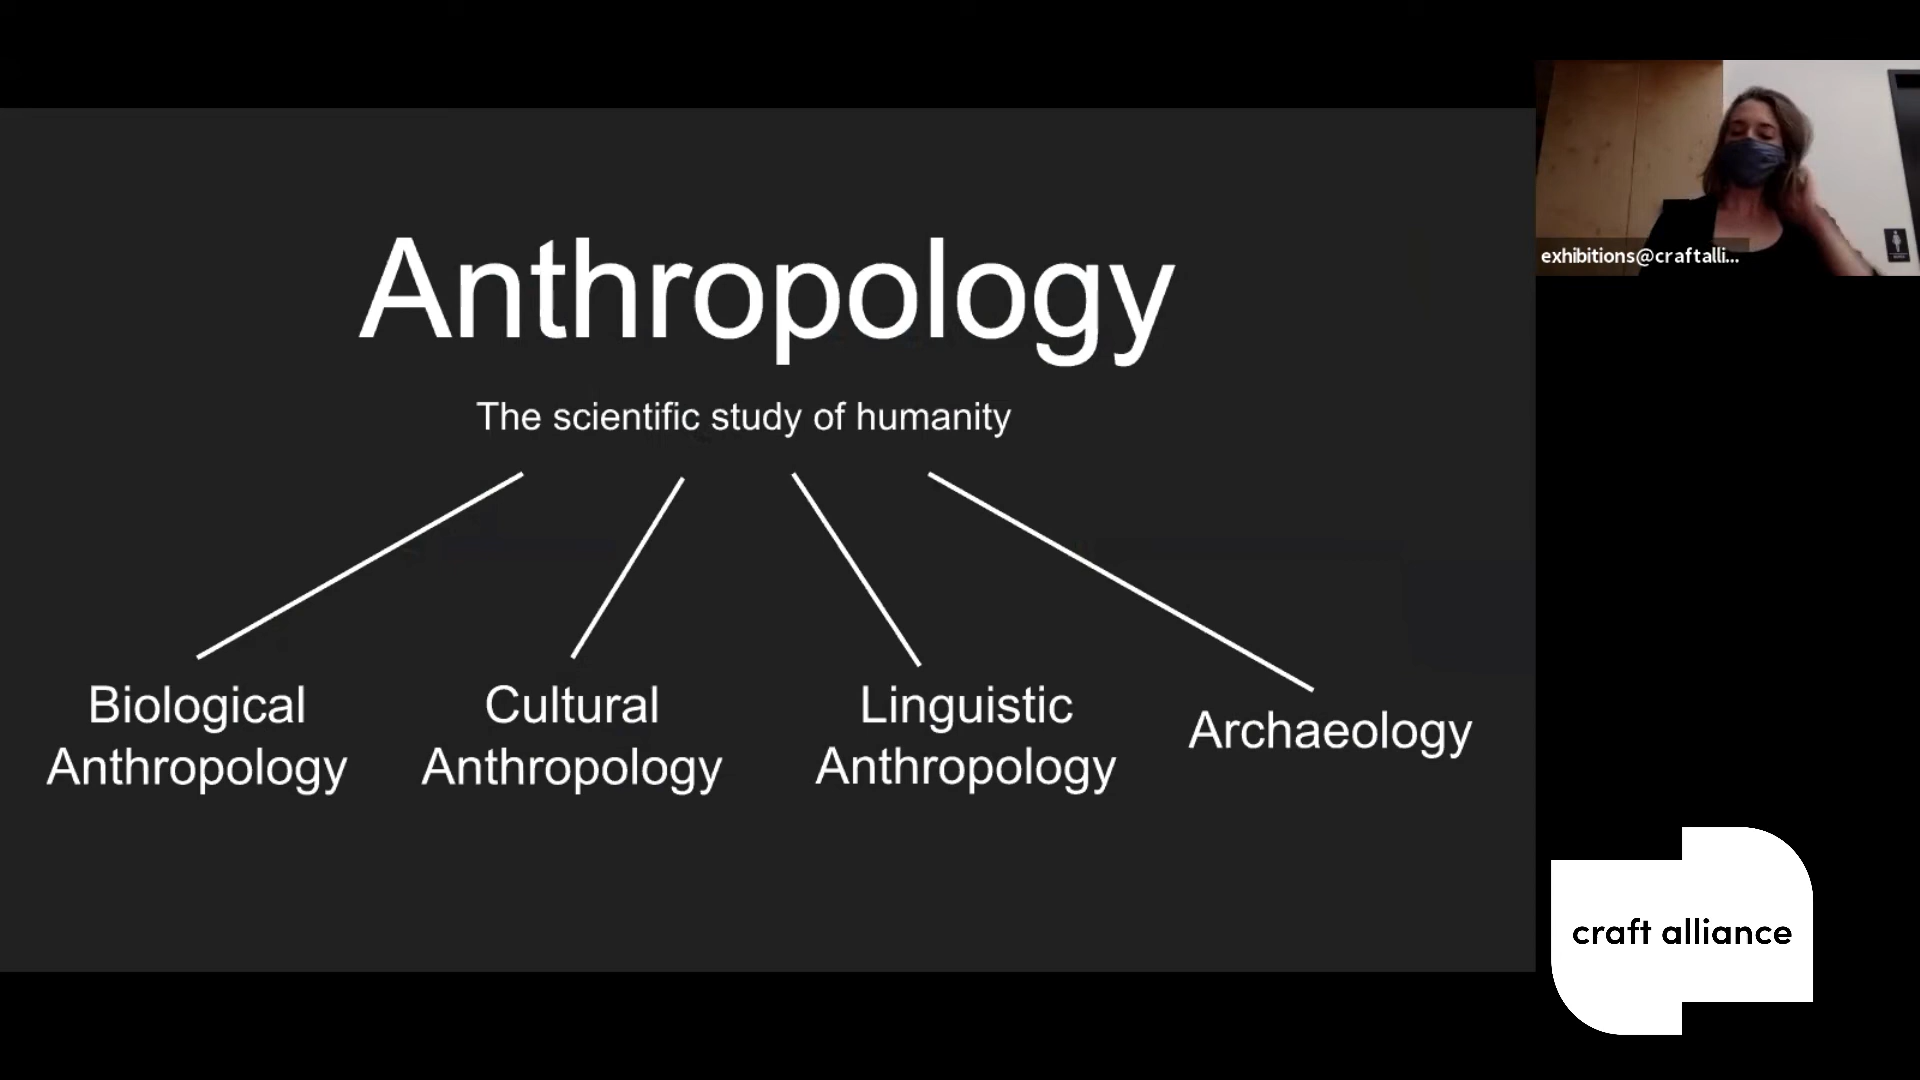 Anthropology
The scientific study of humanity
Biological
Anthropology
Cultural
Anthropology
Linguistic
Anthropology
Archaeology
exhibitions@craftalli...
craft alliance